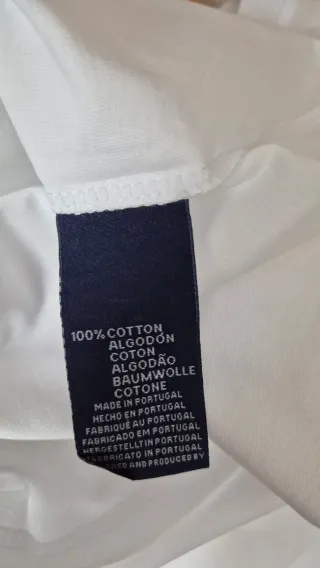 100% COTTON
ALGODÓN
COTON
ALGODÃO
BAUMWOLLE
COTONE
MADE IN PORTUGAL
HECHO EN PORTUGAL
FABRIQUÉ AU PORTUGAL
FABRICADO EM PORTUGAL
HERGESTELLT IN PORTUGAL
FABBRICATO IN PORTUGAL
AND PRODUCED BY